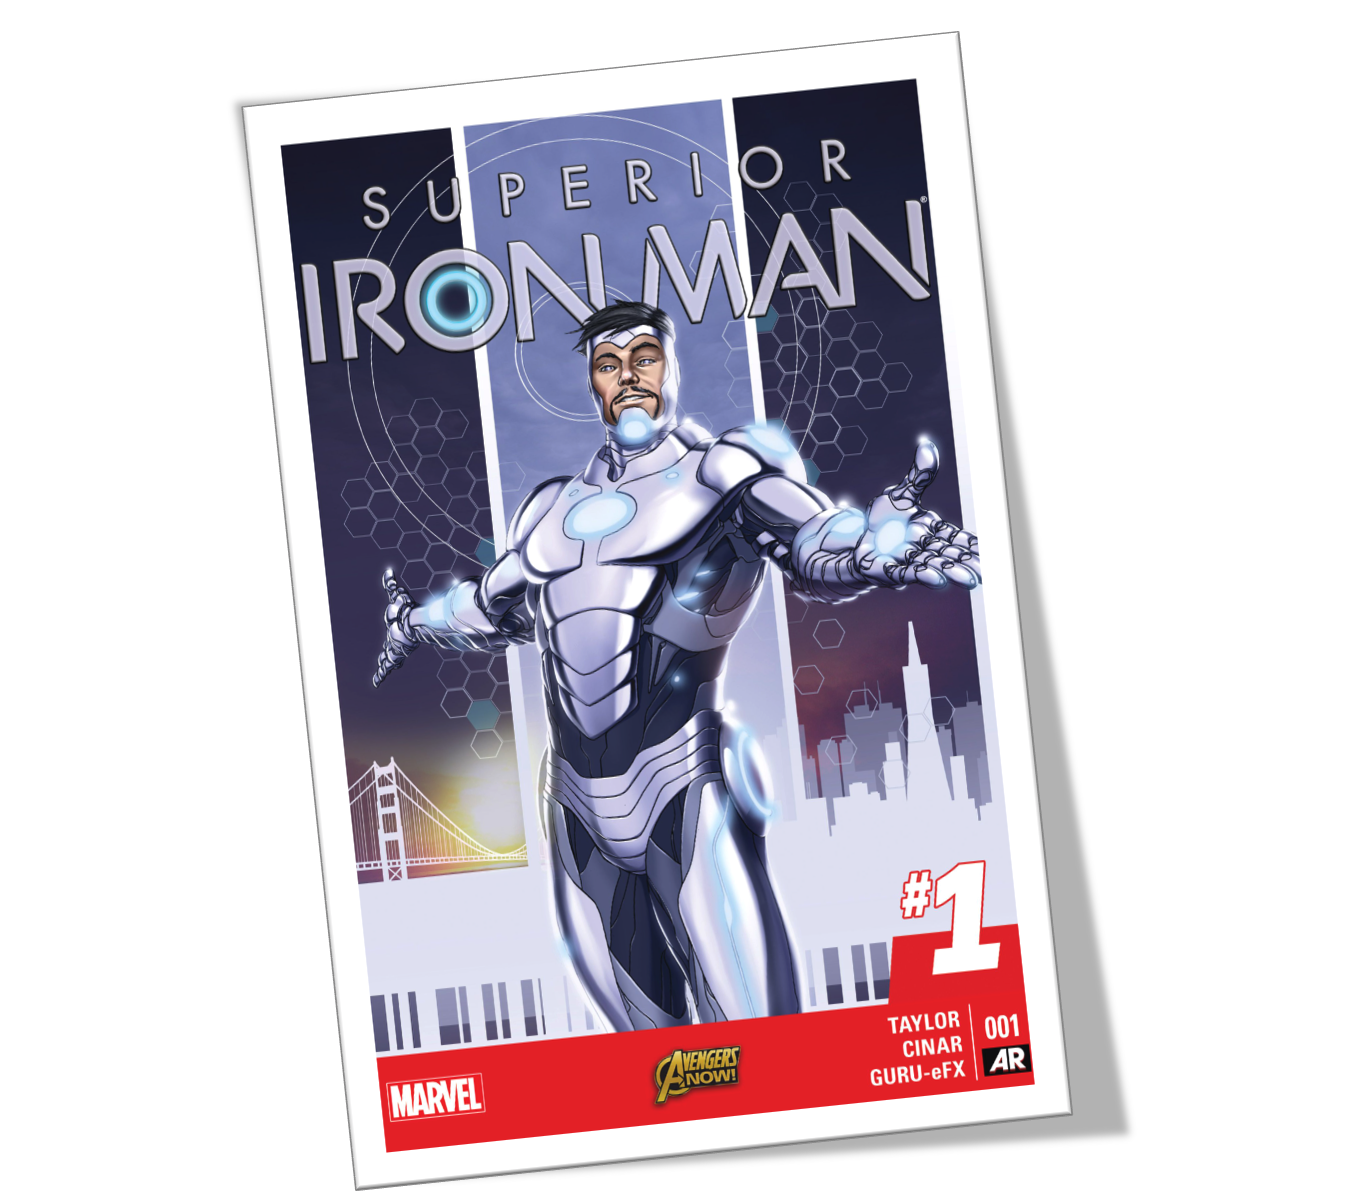 SUPERIOR
IRON MAN®
#1
TAYLOR
CINAR
GURU-eFX
001
AR
MARVEL
AVENGERS
NOW!